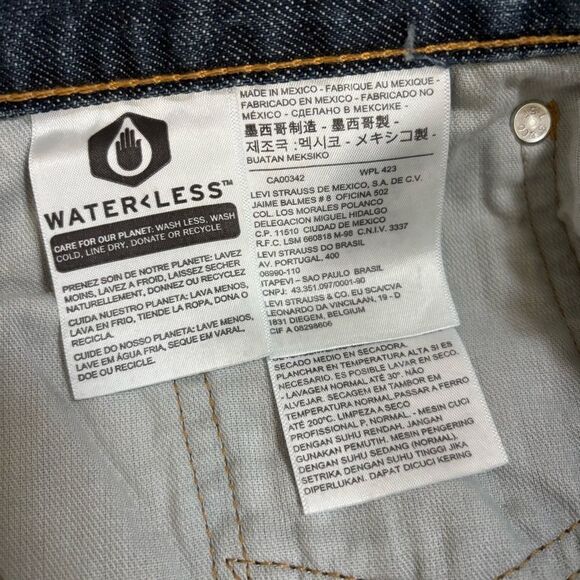 WATER<LESS™
CARE FOR OUR PLANET: WASH LESS, WASH
COLD, LINE DRY, DONATE OR RECYCLE
PRENEZ SOIN DE NOTRE PLANETE: LAVEZ
MOINS, LAVEZ A FROID, LAISSEZ SECHER
NATURELLEMENT, DONNEZ OU RECYCLEZ
CUIDA NUESTRO PLANETA: LAVA MENOS,
LAVA EN FRIO, TIENDE LA ROPA, DONA O
RECICLA.
CUIDE DO NOSSO PLANETA: LAVE MENOS,
LAVE EM ÁGUA FRIA, SEQUE EM VARAL,
DOE OU RECICLE.
MADE IN MEXICO - FABRIQUE AU MEXIQUE -
FABRICADO EN MEXICO - FABRICADO NO
MÉXICO - СДЕЛАНО В МЕКСИКЕ -
墨西哥制造 - 墨西哥製造 -
제조국 :멕시코 - メキシコ製 -
BUATAN MEKSIKO
CA00342 WPL 423
LEVI STRAUSS DE MEXICO, S.A. DE C.V.
JAIME BALMES # 8 OFICINA 502
COL. LOS MORALES POLANCO
DELEGACION MIGUEL HIDALGO
C.P. 11510 CIUDAD DE MEXICO
R.F.C. LSM 660818 M-98 C.N.I.V. 3337
LEVI STRAUSS DO BRASIL
AV. PORTUGAL, 400
06990-110
ITAPEVI – SAO PAULO BRASIL
CNPJ: 43.351.097/0001-90
LEVI STRAUSS & CO. EU SCA/CVA
LEONARDO DA VINCILAAN, 19 - D
1831 DIEGEM, BELGIUM
CIF A 08298606
SECADO MEDIO EN SECADORA.
PLANCHAR EN TEMPERATURA ALTA SI ES
NECESARIO. ES POSIBLE LAVAR EN SECO.
- LAVAGEM NORMAL ATÉ 30°. NÃO
ALVEJAR. SECAGEM EM TAMBOR EM
TEMPERATURA NORMAL PASSAR A FERRO
ATÉ 200°C. LIMPEZA A SECO
PROFISSIONAL P, NORMAL - MESIN CUCI
DENGAN SUHU RENDAH. JANGAN
GUNAKAN PEMUTIH. MESIN PENGERING
DENGAN SUHU SEDANG (NORMAL).
SETRIKA DENGAN SUHU TINGGI JIKA
DIPERLUKAN. DAPAT DICUCI KERING